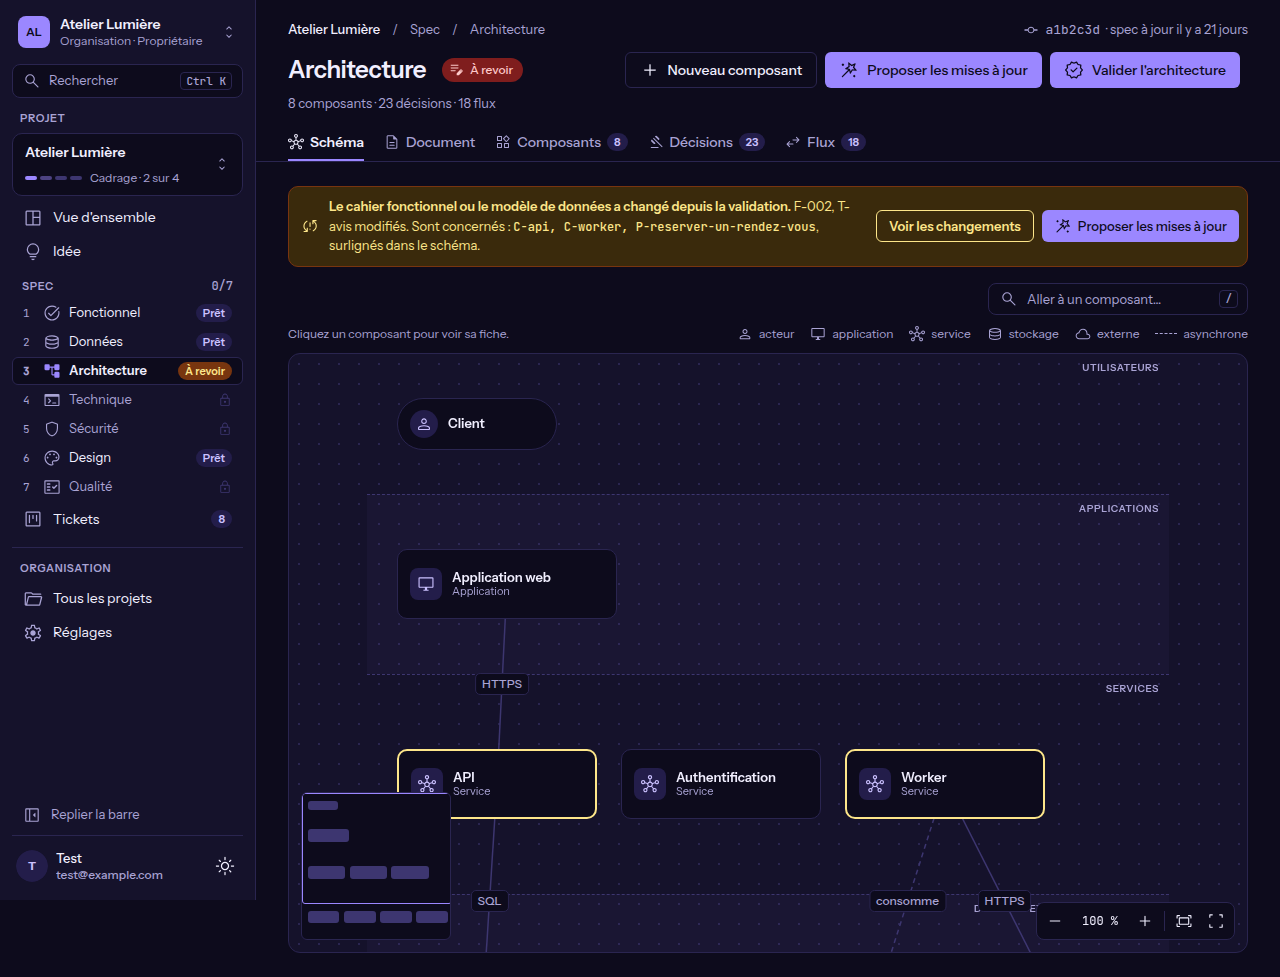 AL
Atelier Lumière
Organisation · Propriétaire
Rechercher
Ctrl K
PROJET
Atelier Lumière
Cadrage · 2 sur 4
Vue d'ensemble
Idée
SPEC 0/7
1 Fonctionnel Prêt
2 Données Prêt
3 Architecture À revoir
4 Technique
5 Sécurité
6 Design Prêt
7 Qualité
Tickets 8
ORGANISATION
Tous les projets
Réglages
Replier la barre
T
Test
test@example.com
Atelier Lumière / Spec / Architecture
a1b2c3d · spec à jour il y a 21 jours
Architecture
À revoir
Nouveau composant
Proposer les mises à jour
Valider l'architecture
8 composants · 23 décisions · 18 flux
Schéma
Document
Composants 8
Décisions 23
Flux 18
Le cahier fonctionnel ou le modèle de données a changé depuis la validation. F-002, T-
avis modifiés. Sont concernés : C-api, C-worker, P-reserver-un-rendez-vous,
surlignés dans le schéma.
Voir les changements
Proposer les mises à jour
Aller à un composant…
/
Cliquez un composant pour voir sa fiche.
acteur
application
service
stockage
externe
asynchrone
UTILISATEURS
Client
APPLICATIONS
Application web
Application
HTTPS
SERVICES
API
Service
Authentification
Service
Worker
Service
SQL
consomme
HTTPS
100 %